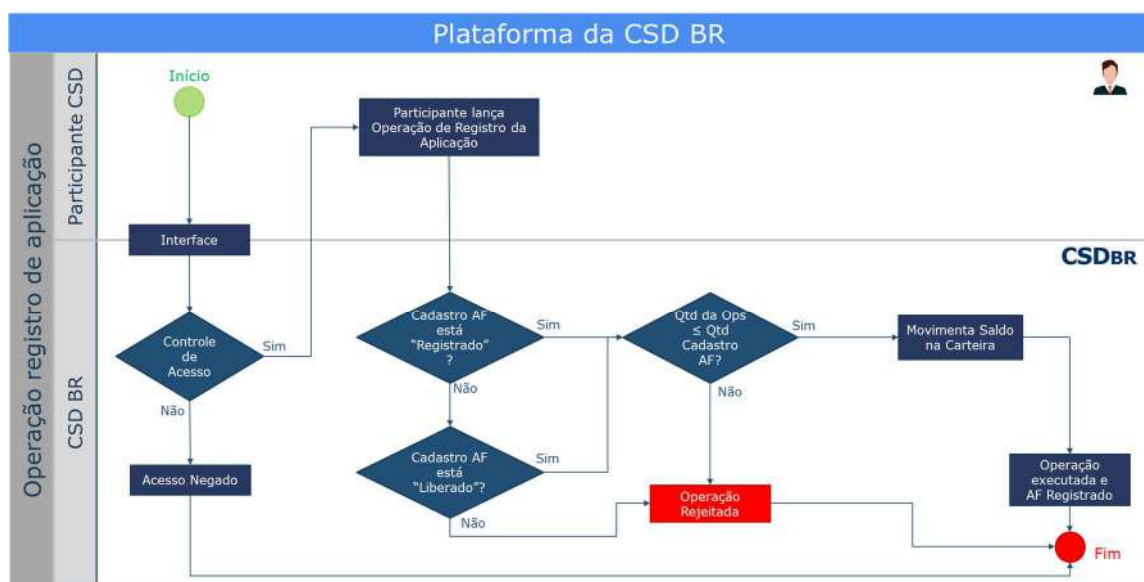 Plataforma da CSD BR
Operação registro de aplicação
Participante CSD
Início
Participante lança
Operação de Registro da
Aplicação
Interface
CSD BR
CSDBR
Controle
de
Acesso
Sim
Não
Acesso Negado
Cadastro AF
está
“Registrado”
?
Sim
Não
Cadastro AF
está
“Liberado”?
Sim
Não
Qtd da Ops
≤ Qtd
Cadastro
AF?
Sim
Não
Operação
Rejeitada
Movimenta Saldo
na Carteira
Operação
executada e
AF Registrado
Fim